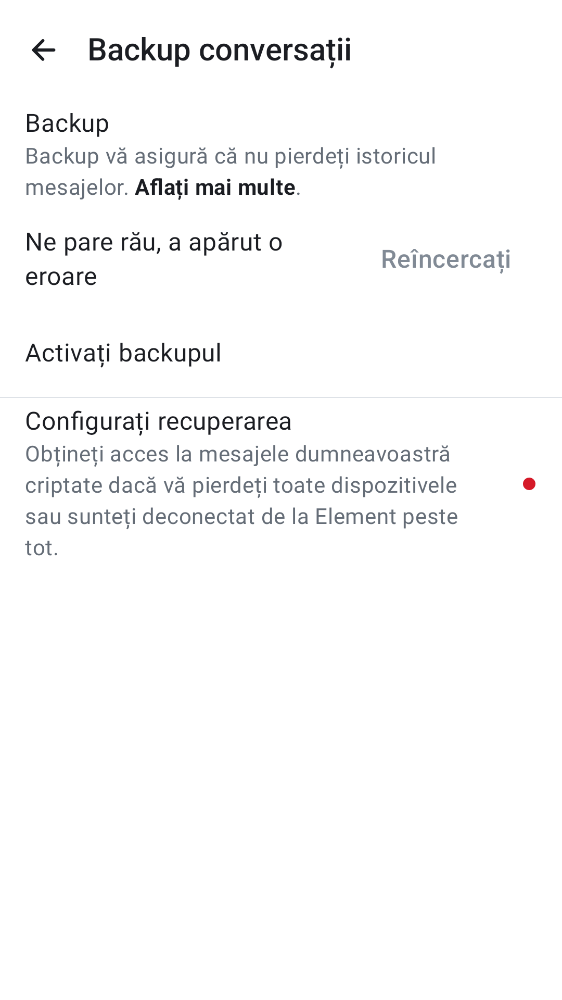 Backup conversații
Backup
Backup vă asigură că nu pierdeți istoricul
mesajelor. Aflați mai multe.
Ne pare rău, a apărut o
eroare
Reîncercați
Activați backupul
Configurați recuperarea
Obțineți acces la mesajele dumneavoastră
criptate dacă vă pierdeți toate dispozitivele
sau sunteți deconectat de la Element peste
tot.